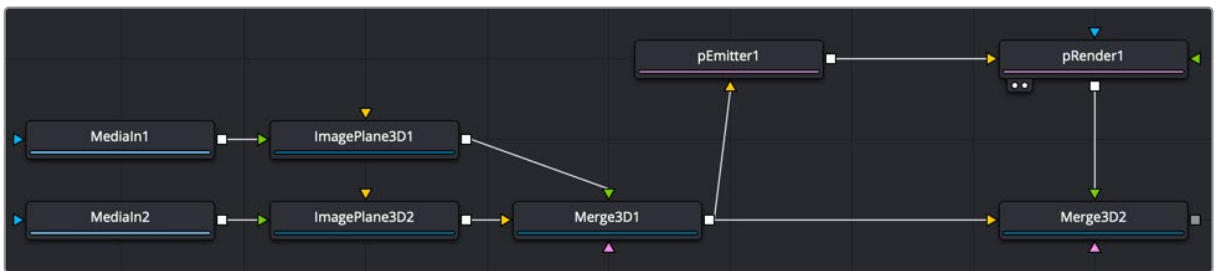 pEmitter1
pRender1
MediaIn1
ImagePlane3D1
MediaIn2
ImagePlane3D2
Merge3D1
Merge3D2